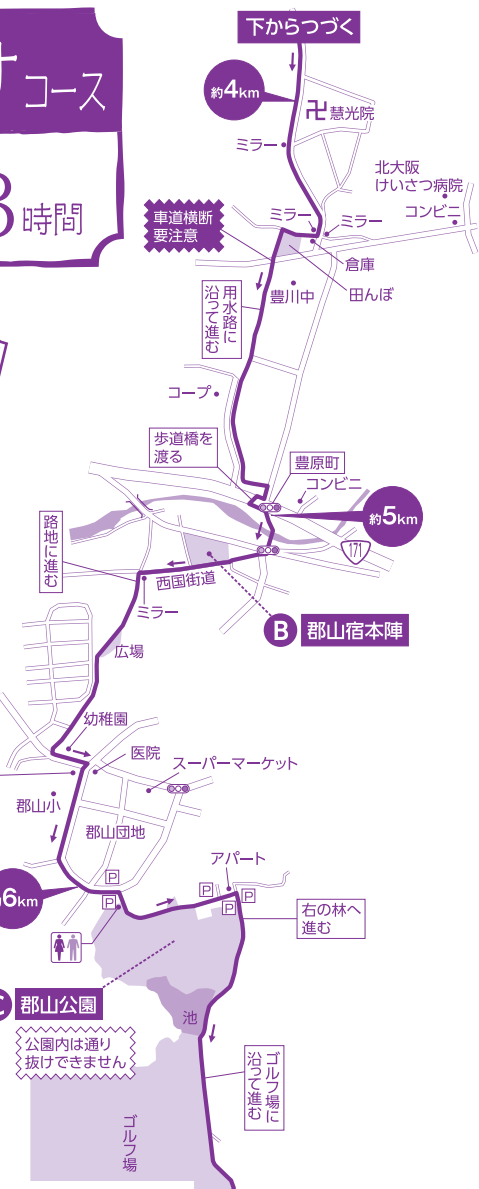 コース
時間
下からつづく
約4km
卍慧光院
ミラー
北大阪
けいさつ病院
コンビニ
ミラー
ミラー
車道横断
要注意
倉庫
田んぼ
豊川中
用水路に
沿って進む
コープ
歩道橋を
渡る
豊原町
コンビニ
約5km
171
路地に進む
西国街道
ミラー
B 郡山宿本陣
広場
幼稚園
医院
スーパーマーケット
郡山小
郡山団地
6km
P
P
アパート
P
P
P
右の林へ
進む
郡山公園
公園内は通り
抜けできません
池
ゴルフ場に
沿って進む
ゴルフ場